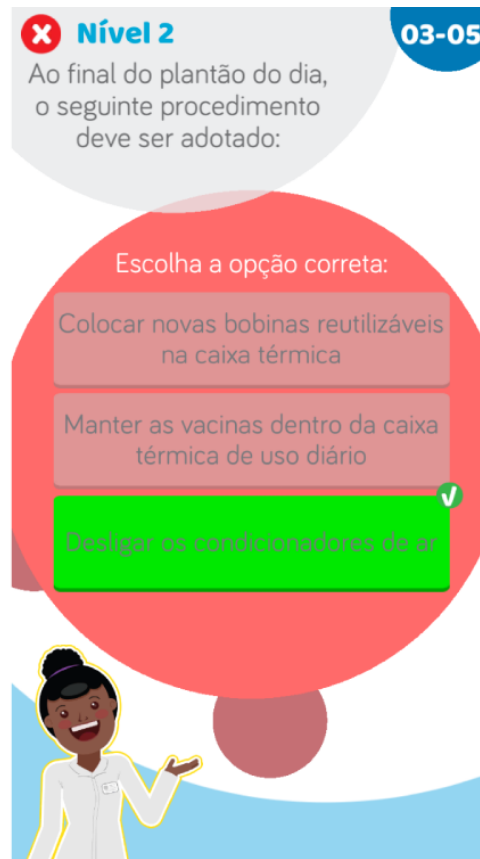 Nível 2
03-05
Ao final do plantão do dia,
o seguinte procedimento
deve ser adotado:
Escolha a opção correta:
Colocar novas bobinas reutilizáveis
na caixa térmica
Manter as vacinas dentro da caixa
térmica de uso diário
Desligar os condicionadores de ar